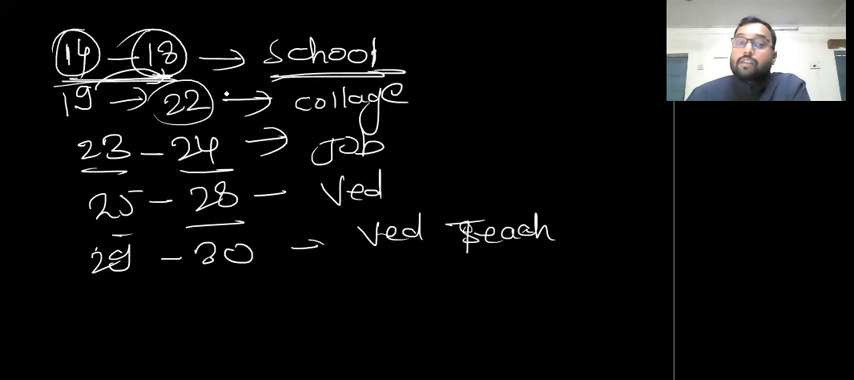 14 - 18 → school
19 → 22 → collage
23 - 24 → Job
25 - 28 - Ved
29 - 30 → Ved Teach